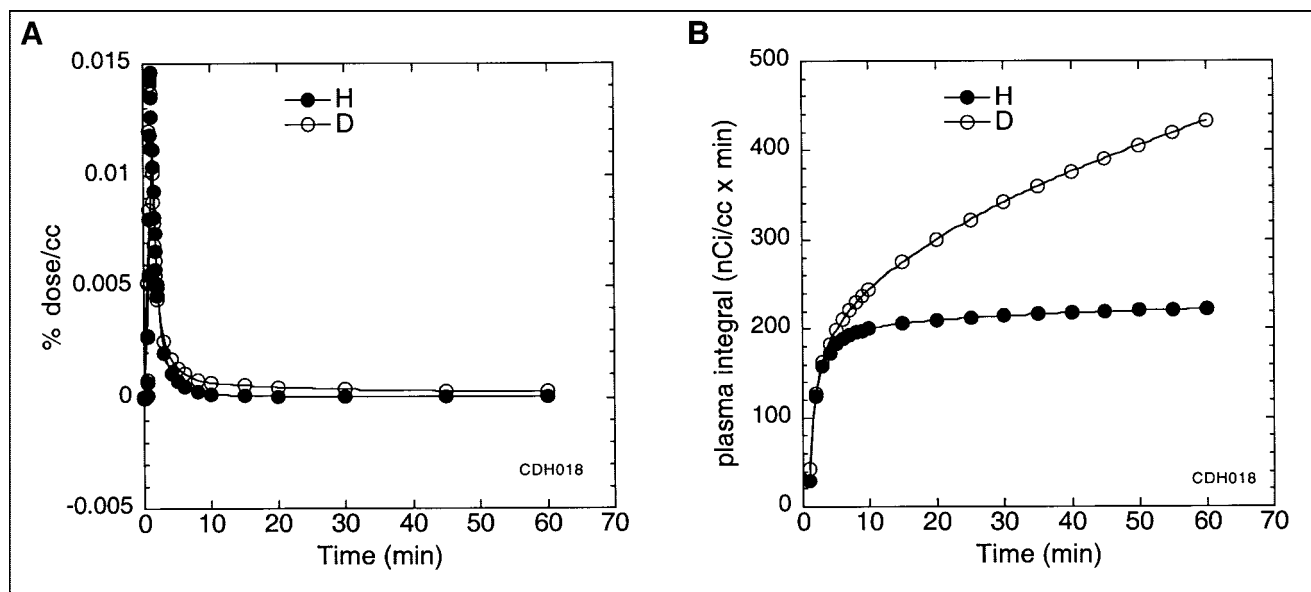 A
0.015
0.01
0.005
0
-0.005
% dose/cc
H
D
CDH018
0 10 20 30 40 50 60 70
Time (min)
B
500
400
300
200
100
0
plasma integral (nCi/cc x min)
H
D
CDH018
0 10 20 30 40 50 60 70
Time (min)